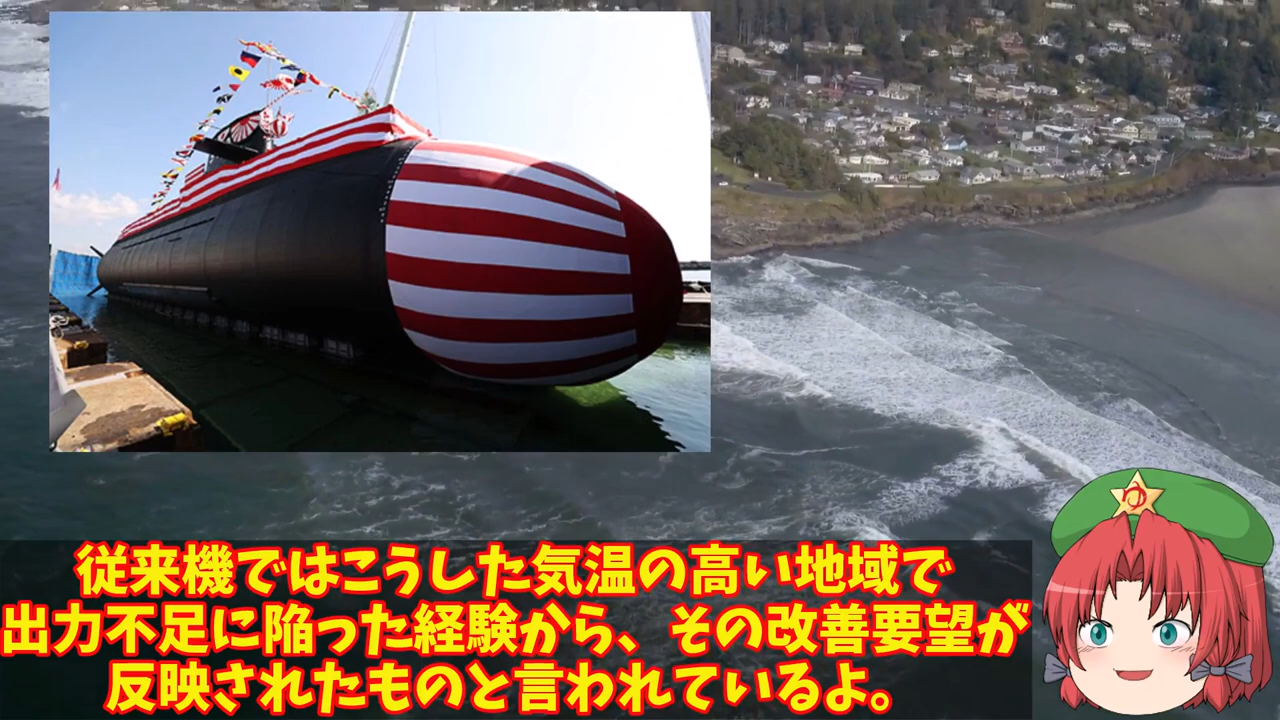 従来機ではこうした気温の高い地域で
出力不足に陥った経験から、その改善要望が
反映されたものと言われているよ。
ゆ